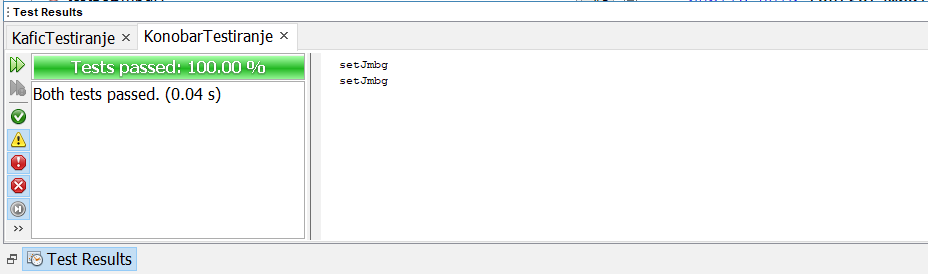 Test Results
KaficTestiranje × KonobarTestiranje ×
Tests passed: 100.00 %
Both tests passed. (0.04 s)
setJmbg
setJmbg
>>
Test Results